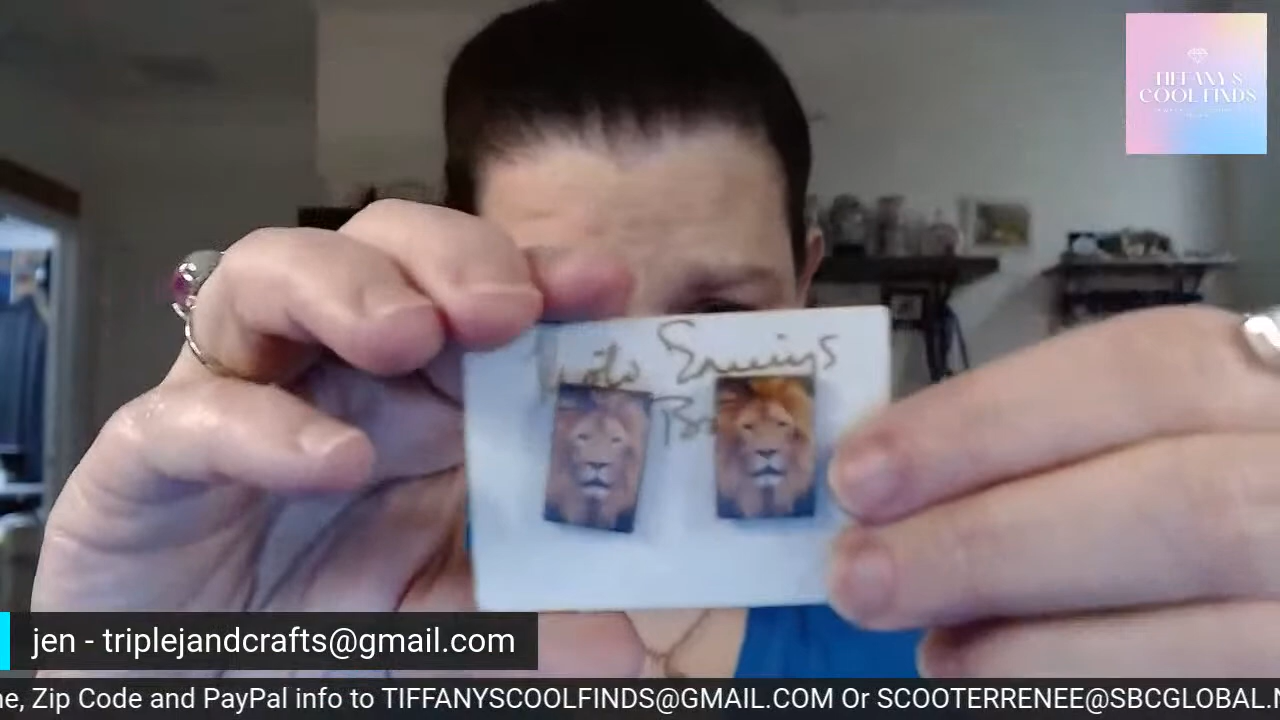 TIFFANY'S
COOL FINDS
jen - triplejandcrafts@gmail.com
ne, Zip Code and PayPal info to TIFFANYSCOOLFINDS@GMAIL.COM Or SCOOTERRENEE@SBCGLOBAL.N